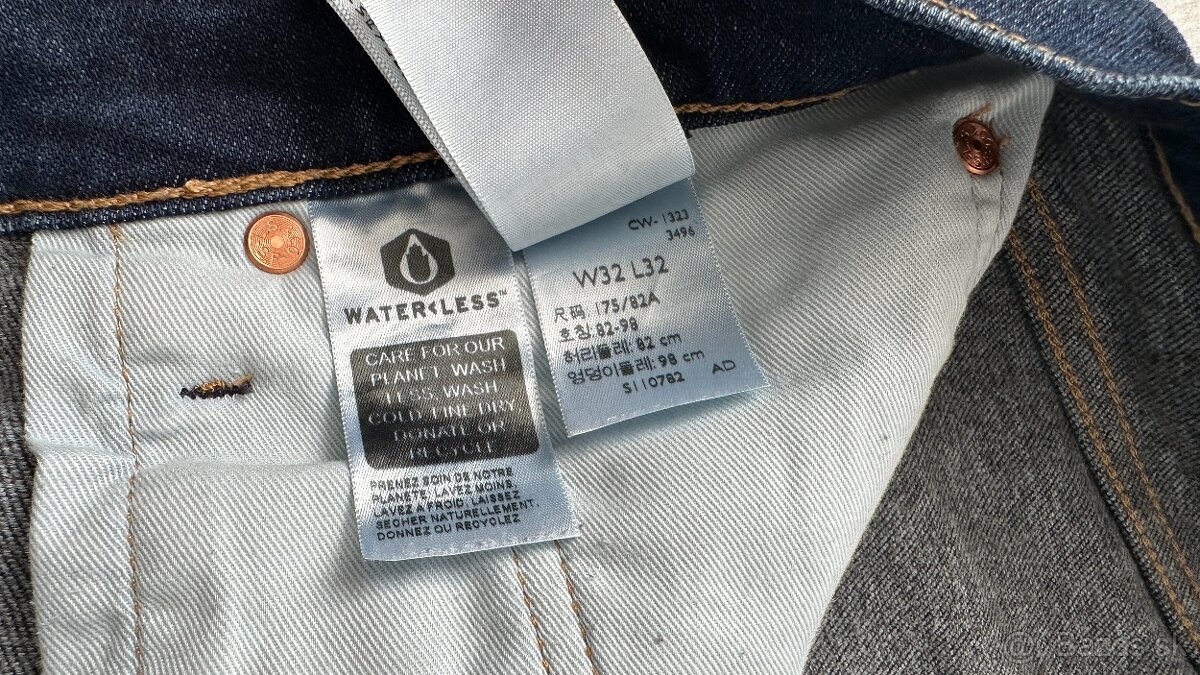 WATER<LESS™
CARE FOR OUR
PLANET WASH
LESS, WASH
COLD, LINE DRY,
DONATE OR
RECYCLE
PRENEZ SOIN DE NOTRE
PLANÈTE, LAVEZ MOINS,
LAVEZ A FROID, LAISSEZ
SÉCHER NATURELLEMENT,
DONNEZ OU RECYCLEZ
CW- 1323
3496
W32 L32
尺码 175/82A
호칭 82-98
허리둘레: 82 cm
엉덩이둘레: 98 cm
S110782 AD